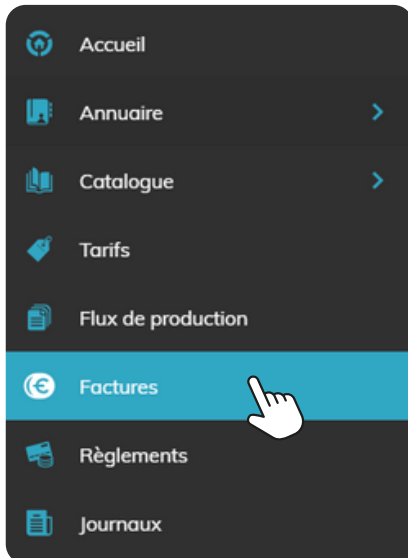 Accueil
Annuaire
Catalogue
Tarifs
Flux de production
Factures
Règlements
Journaux